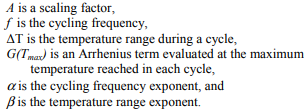 A is a scaling factor,
f is the cycling frequency,
ΔT is the temperature range during a cycle,
G(Tmax) is an Arrhenius term evaluated at the maximum
temperature reached in each cycle,
α is the cycling frequency exponent, and
β is the temperature range exponent.